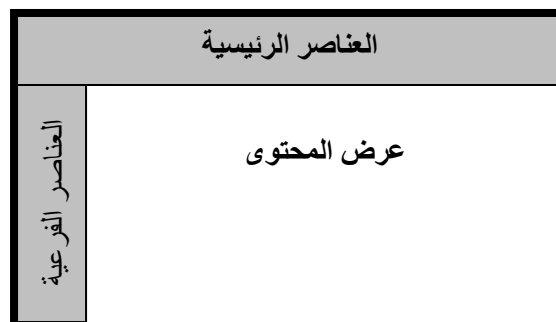 العناصر الرئيسية
عرض المحتوى
العناصر الفرعية